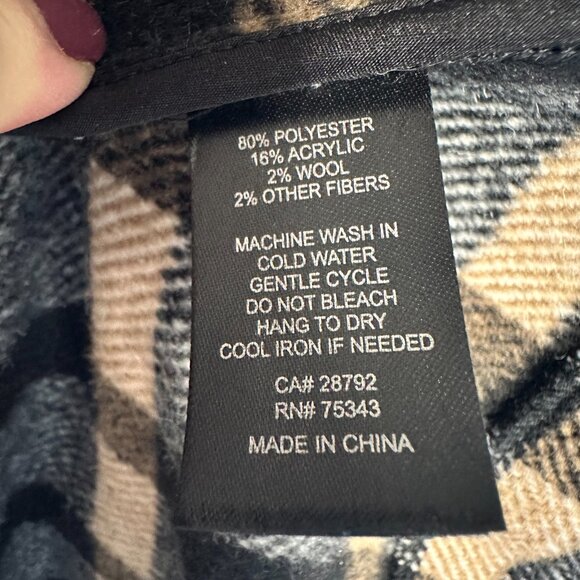 80% POLYESTER
16% ACRYLIC
2% WOOL
2% OTHER FIBERS
MACHINE WASH IN
COLD WATER
GENTLE CYCLE
DO NOT BLEACH
HANG TO DRY
COOL IRON IF NEEDED
CA# 28792
RN# 75343
MADE IN CHINA